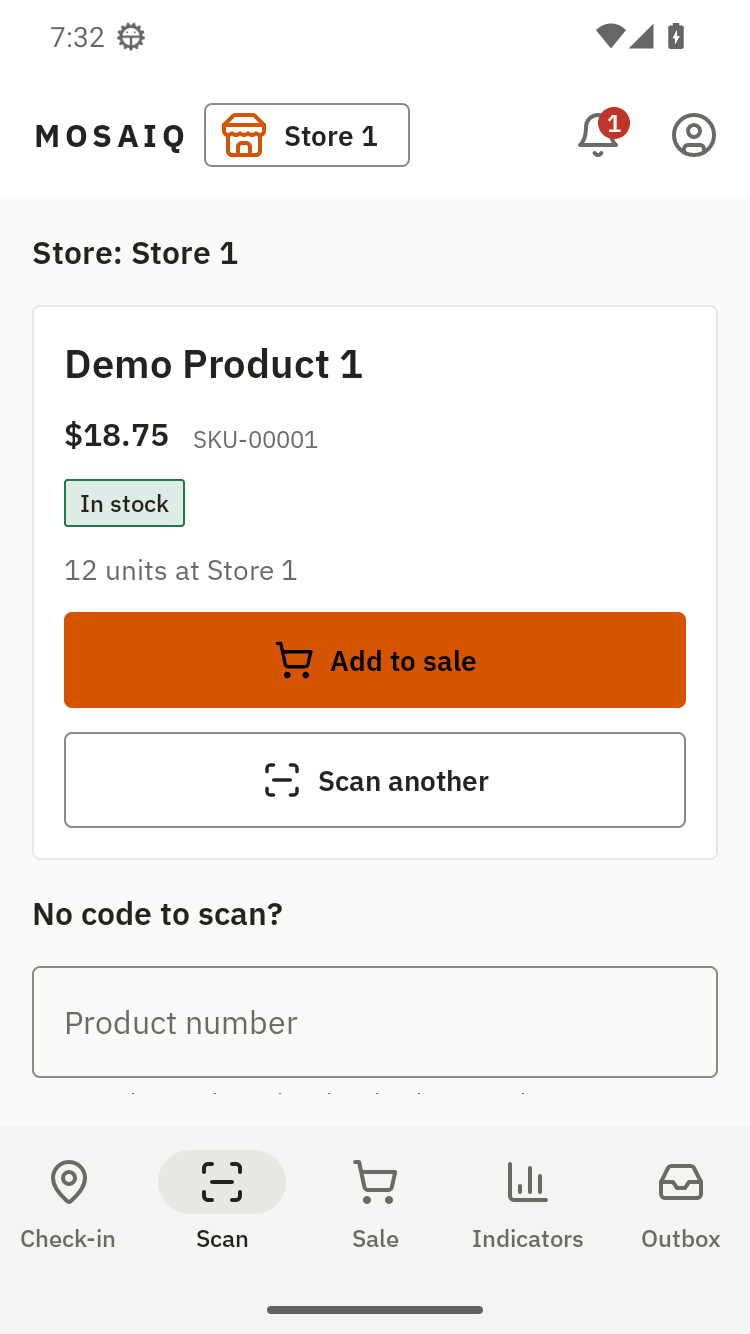 7:32
MOSAIQ
Store 1
1
Store: Store 1
Demo Product 1
$18.75 SKU-00001
In stock
12 units at Store 1
Add to sale
Scan another
No code to scan?
Product number
Check-in
Scan
Sale
Indicators
Outbox